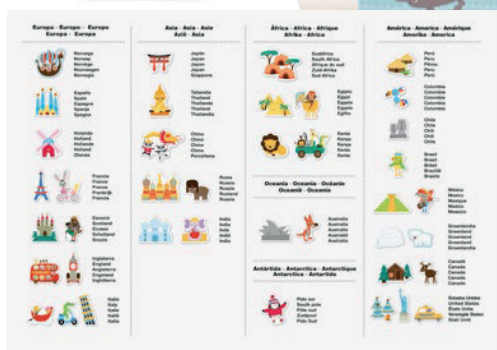 Europa · Europe · Europe
Europa · Europa
Noruega
Norway
Norvège
Noorwegen
Norvegia
España
Spain
Espagne
Spanje
Spagna
Holanda
Holland
Hollande
Holland
Olanda
Francia
France
France
Frankrijk
Francia
Escocia
Scotland
Ecosse
Schotland
Scozia
Inglaterra
England
Angleterre
Engeland
Inghilterra
Italia
Italy
Italie
Italië
Italia
Asia · Asia · Asie
Azië · Asia
Japón
Japan
Japon
Japan
Giappone
Tailandia
Thailand
Thaïlande
Thailand
Thailandia
China
China
Chine
China
Rusia
Russia
Russie
Rusland
Russia
India
India
Inde
India
India
África · Africa · Afrique
Afrika · Africa
Sudáfrica
South Africa
Afrique du sud
Zuid-Afrika
Sud Africa
Egipto
Egypt
Egypte
Egypte
Egitto
Kenia
Kenya
Kenya
Kenia
Kenya
Oceanía · Oceania · Océanie
Oceanië · Oceania
Australia
Australia
Australie
Australië
Australia
Antártida · Antarctica · Antarctique
Antarctica · Antartide
Polo sur
South pole
Pôle sud
Zuidpool
Polo Sud
América · America · Amérique
Amerika · America
Perú
Peru
Pérou
Peru
Perù
Colombia
Colombia
Colombie
Colombia
Colombia
Chile
Chile
Chili
Chili
Chile
Brasil
Brazil
Brésil
Brazilië
Brasile
México
Mexico
Mexique
Mexico
Messico
Groenlandia
Greenland
Groenland
Groenland
Groenlandia
Canadá
Canada
Canada
Canada
Canada
Estados Unidos
United States
États Unis
Verenigde Staten
Stati Uniti